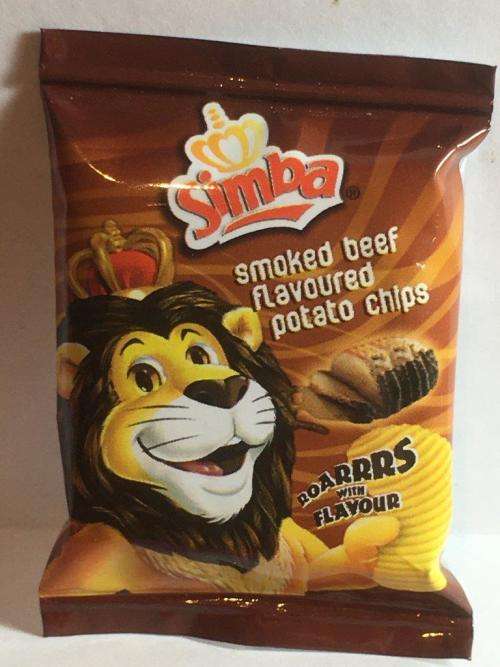 Simba®
smoked beef
flavoured
potato chips
ROARRRS
WITH
FLAVOUR